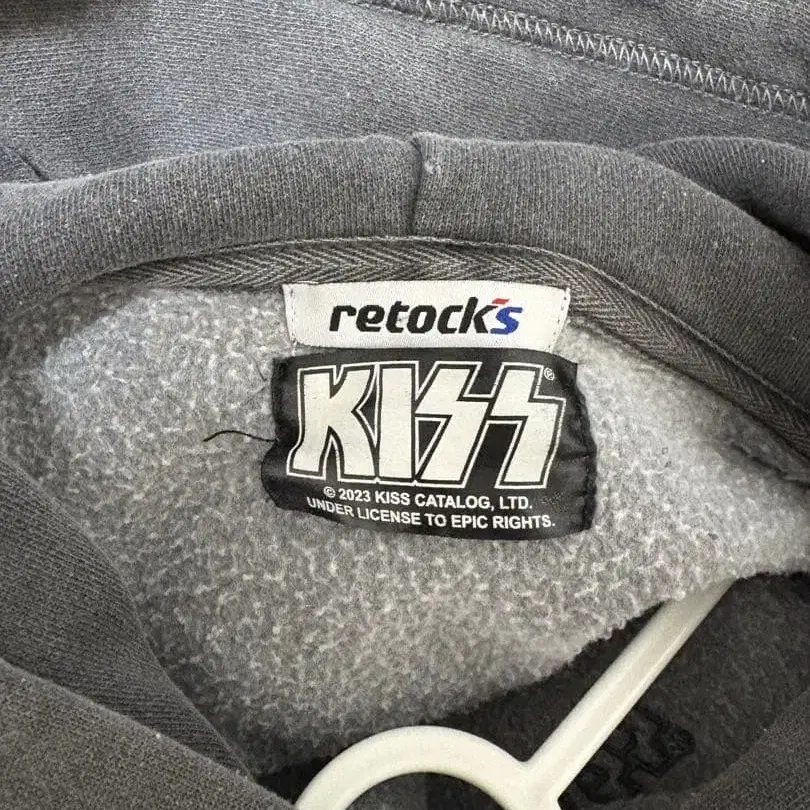 retock's
KISS®
© 2023 KISS CATALOG, LTD.
UNDER LICENSE TO EPIC RIGHTS.